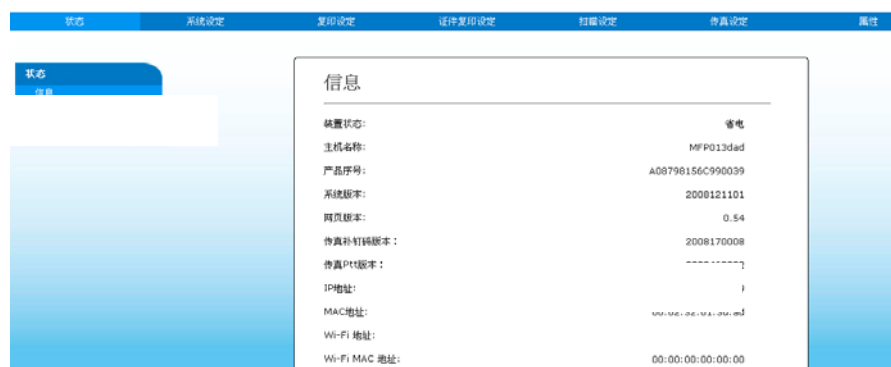 状态 系统设定 复印设定 证件复印设定 扫描设定 传真设定 属性
状态
信息
信息
装置状态: 省电
主机名称: MFP013dad
产品序号: A08798156C990039
系统版本: 2008121101
网页版本: 0.54
传真补钉码版本： 2008170008
传真Ptt版本：
IP地址:
MAC地址:
Wi-Fi 地址:
Wi-Fi MAC 地址: 00:00:00:00:00:00